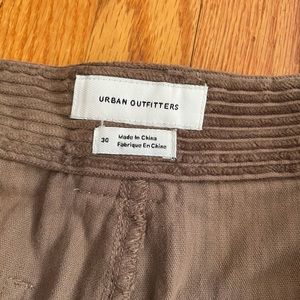 URBAN OUTFITTERS
30
Made In China
Fabriqué En Chine